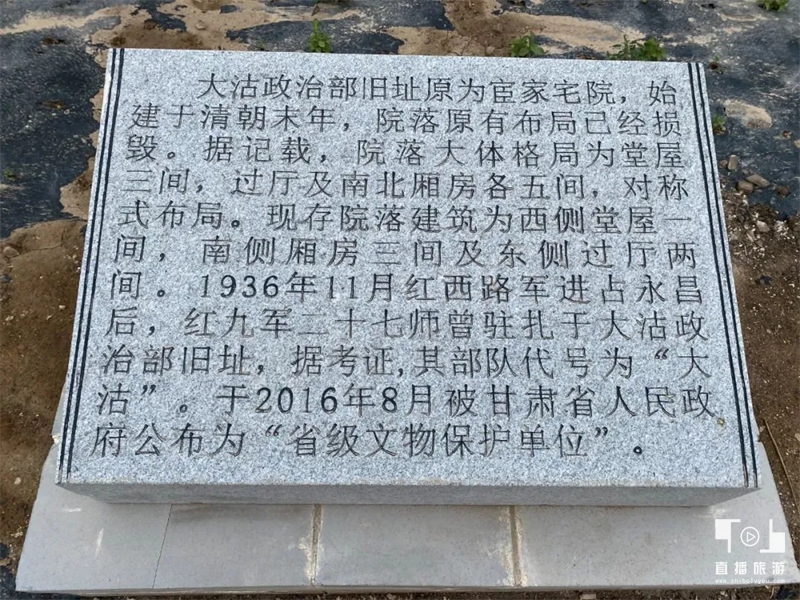 大沽政治部旧址原为宦家宅院，始
建于清朝末年，院落原有布局已经损
毁。据记载，院落大体格局为堂屋
三间，过厅及南北厢房各五间，对称
式布局。现存院落建筑为西侧堂屋一
间，南侧厢房三间及东侧过厅两
间。1936年11月红西路军进占永昌
后，红九军二十七师曾驻扎于大沽政
治部旧址，据考证,其部队代号为“大
沽”。于2016年8月被甘肃省人民政
府公布为“省级文物保护单位”。
直播旅游
www.zhibolvyou.com